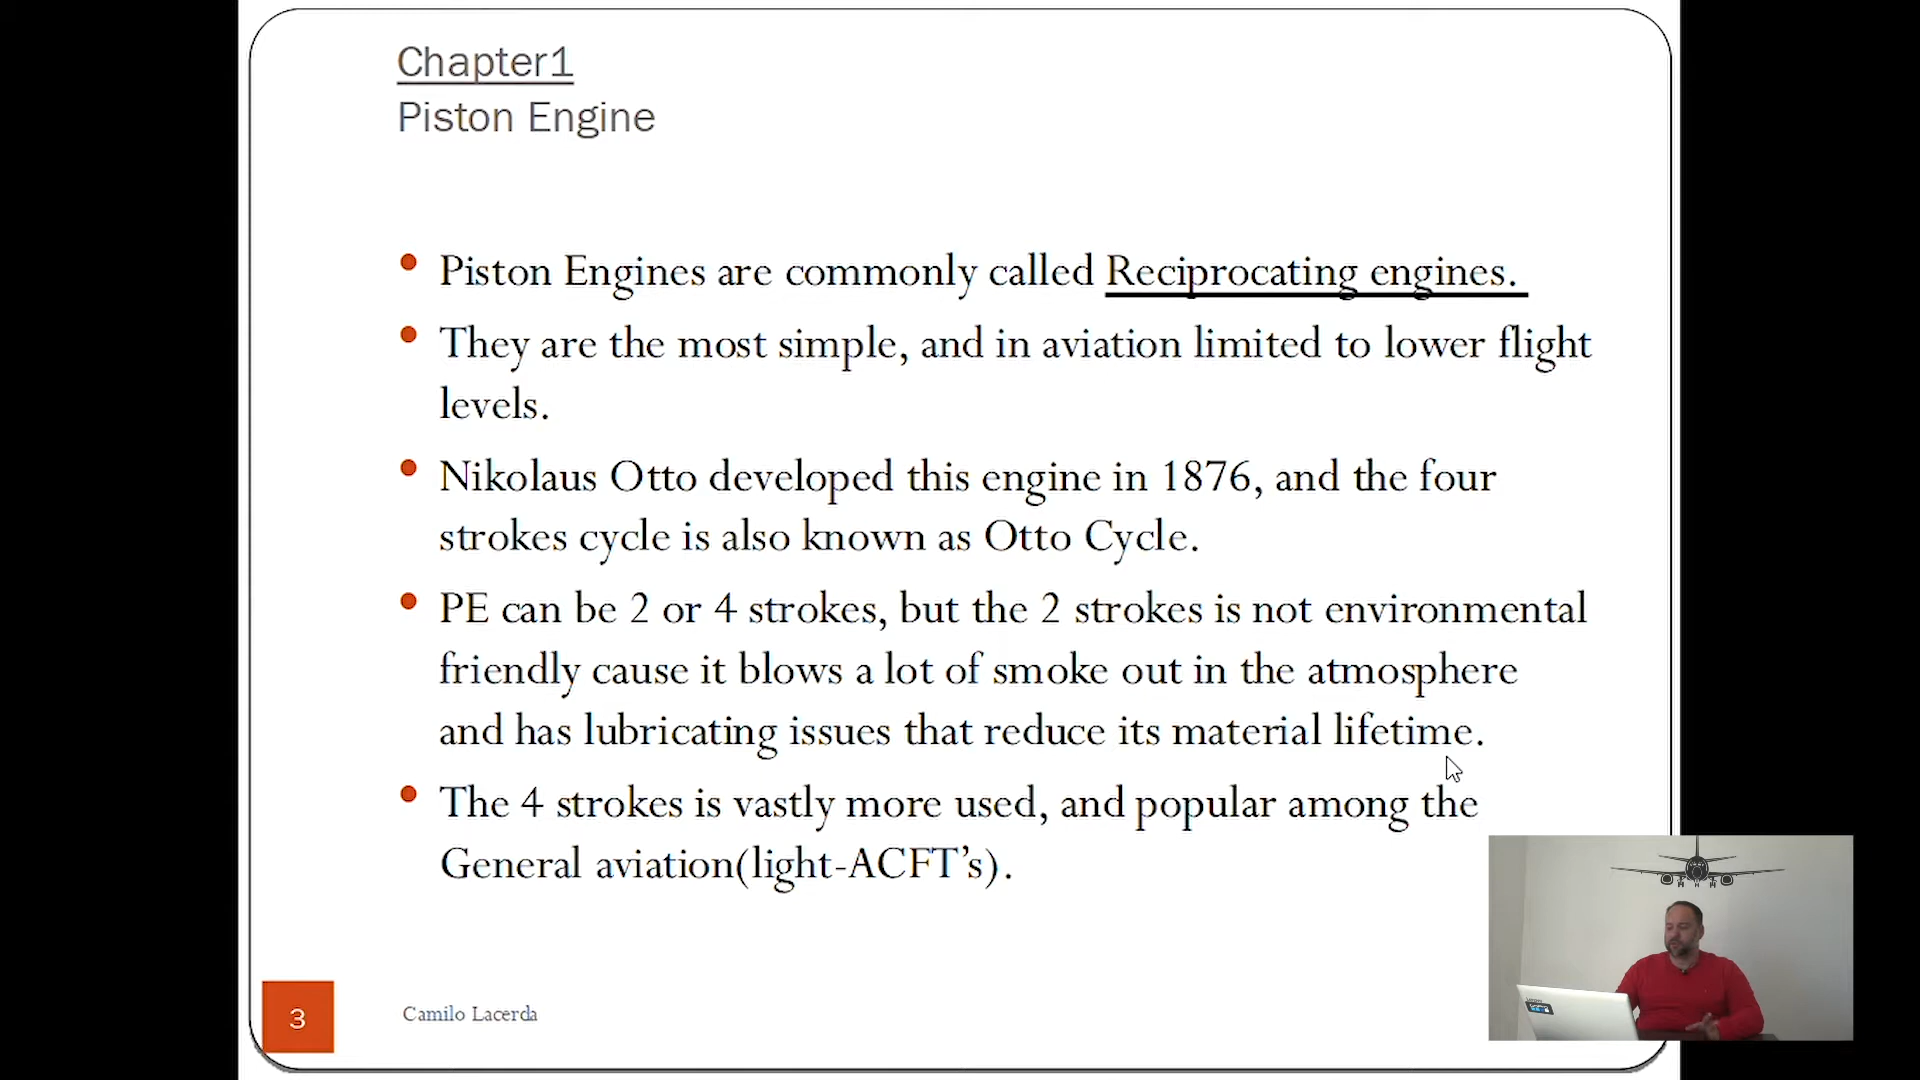 Chapter1
Piston Engine
• Piston Engines are commonly called Reciprocating engines.
• They are the most simple, and in aviation limited to lower flight
levels.
• Nikolaus Otto developed this engine in 1876, and the four
strokes cycle is also known as Otto Cycle.
• PE can be 2 or 4 strokes, but the 2 strokes is not environmental
friendly cause it blows a lot of smoke out in the atmosphere
and has lubricating issues that reduce its material lifetime.
• The 4 strokes is vastly more used, and popular among the
General aviation(light-ACFT’s).
3
Camilo Lacerda